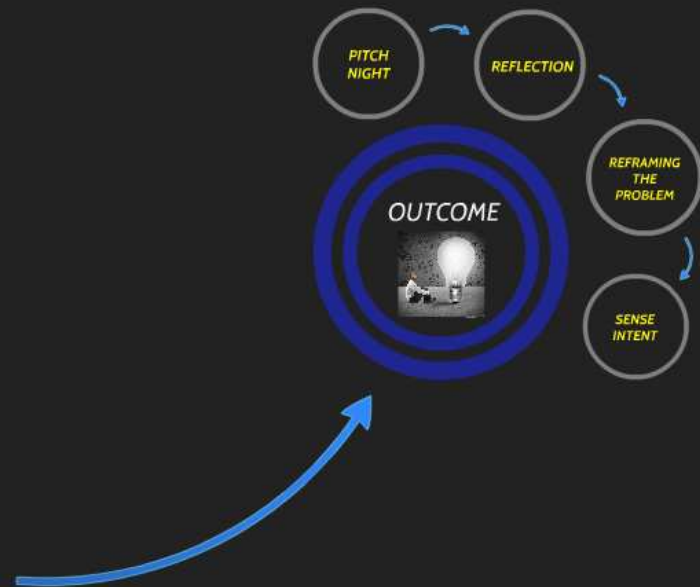 PITCH
NIGHT
REFLECTION
REFRAMING
THE
PROBLEM
OUTCOME
SENSE
INTENT